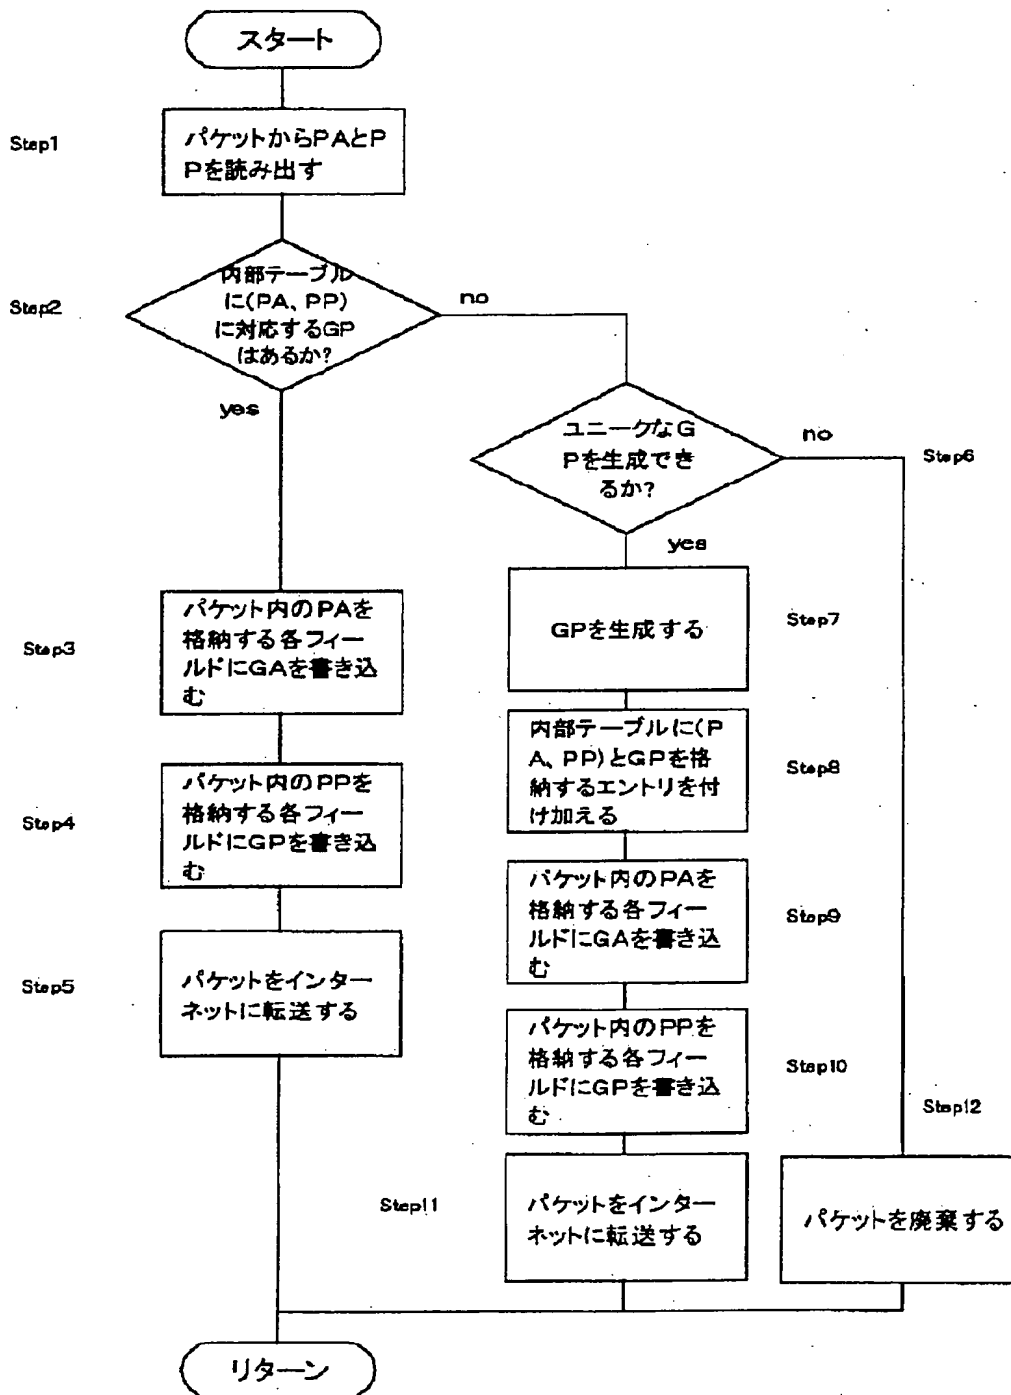 スタート
Step1
パケットからPAとP
Pを読み出す
Step2
内部テーブル
に(PA、PP)
に対応するGP
はあるか?
no
yes
ユニークなG
Pを生成でき
るか?
no
Step6
yes
Step3
パケット内のPAを
格納する各フィー
ルドにGAを書き込
む
GPを生成する
Step7
Step4
パケット内のPPを
格納する各フィー
ルドにGPを書き込
む
内部テーブルに(P
A、PP)とGPを格
納するエントリを付
け加える
Step8
Step5
パケットをインター
ネットに転送する
パケット内のPAを
格納する各フィー
ルドにGAを書き込
む
Step9
パケット内のPPを
格納する各フィー
ルドにGPを書き込
む
Step10
Step11
パケットをインター
ネットに転送する
Step12
パケットを廃棄する
リターン